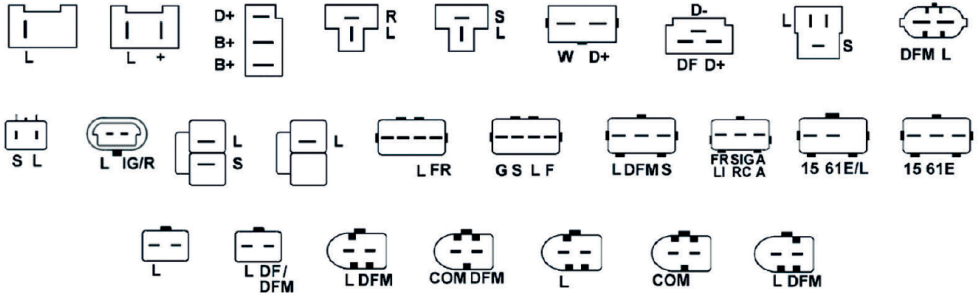 L
L +
D+
B+
B+
R
L
S
L
W D+
D-
DF D+
L
S
DFM L
S L
L IG/R
L
S
L
L FR
G S L F
L DFM S
FR SIG A
LI RC A
15 61E/L
15 61E
L
L DF/
DFM
L DFM
COM DFM
L
COM
L DFM